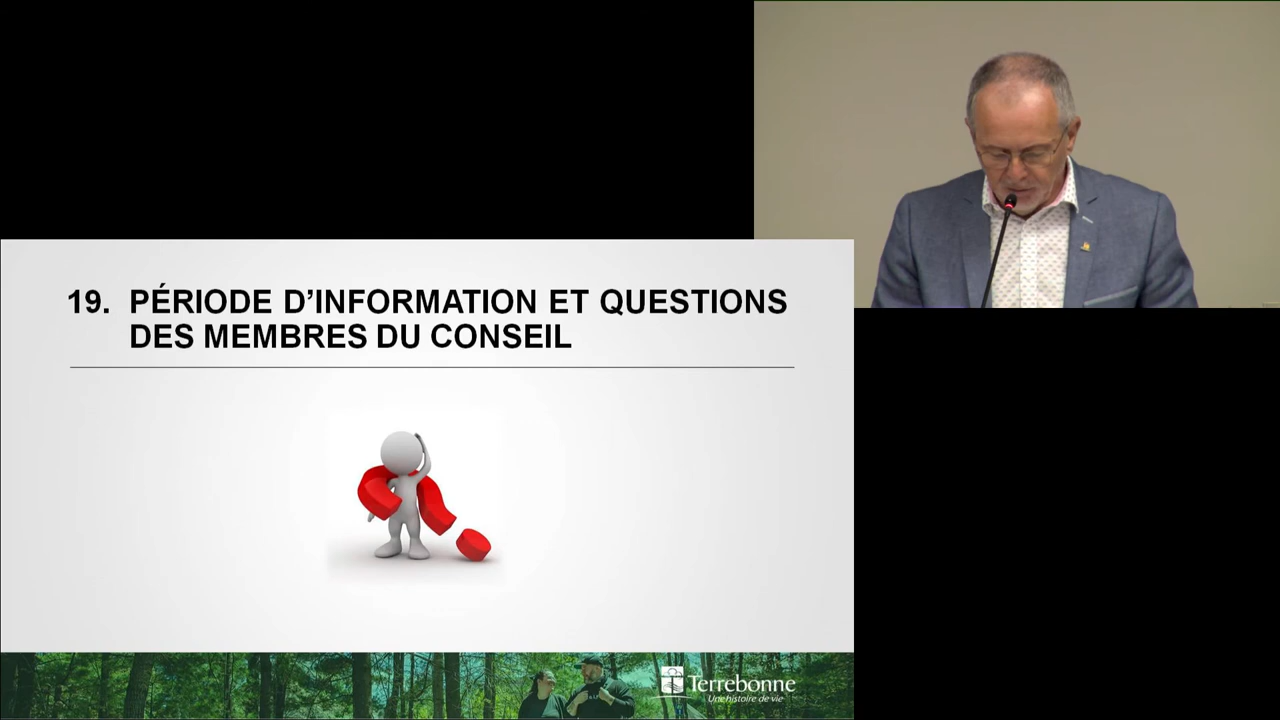 19. PÉRIODE D’INFORMATION ET QUESTIONS
DES MEMBRES DU CONSEIL
Terrebonne
Une histoire de vie